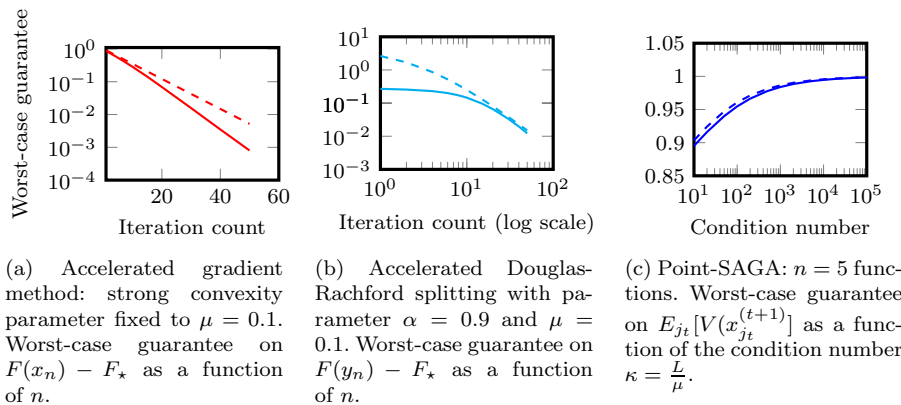 Worst-case guarantee
10^0
10^{-1}
10^{-2}
10^{-3}
10^{-4}
20 40 60
Iteration count
10^1
10^0
10^{-1}
10^{-2}
10^{-3}
10^0 10^1 10^2
Iteration count (log scale)
1.05
1
0.95
0.9
0.85
10^1 10^2 10^3 10^4 10^5
Condition number
(a) Accelerated gradient
method: strong convexity
parameter fixed to μ = 0.1.
Worst-case guarantee on
F(x_n) − F_⋆ as a function
of n.
(b) Accelerated Douglas-
Rachford splitting with pa-
rameter α = 0.9 and μ =
0.1. Worst-case guarantee on
F(y_n) − F_⋆ as a function
of n.
(c) Point-SAGA: n = 5 func-
tions. Worst-case guarantee
on E_{j_t}[V(x_{j_t}^{(t+1)}] as a func-
tion of the condition number
κ = \frac{L}{μ}.